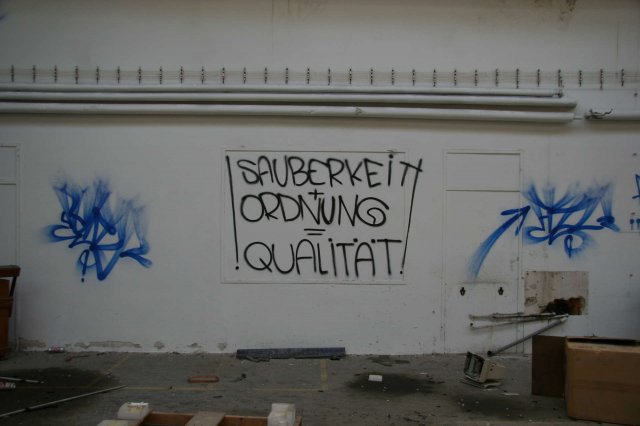 ! SAUBERKEIT !
+
ORDNUNG
=
QUALITÄT